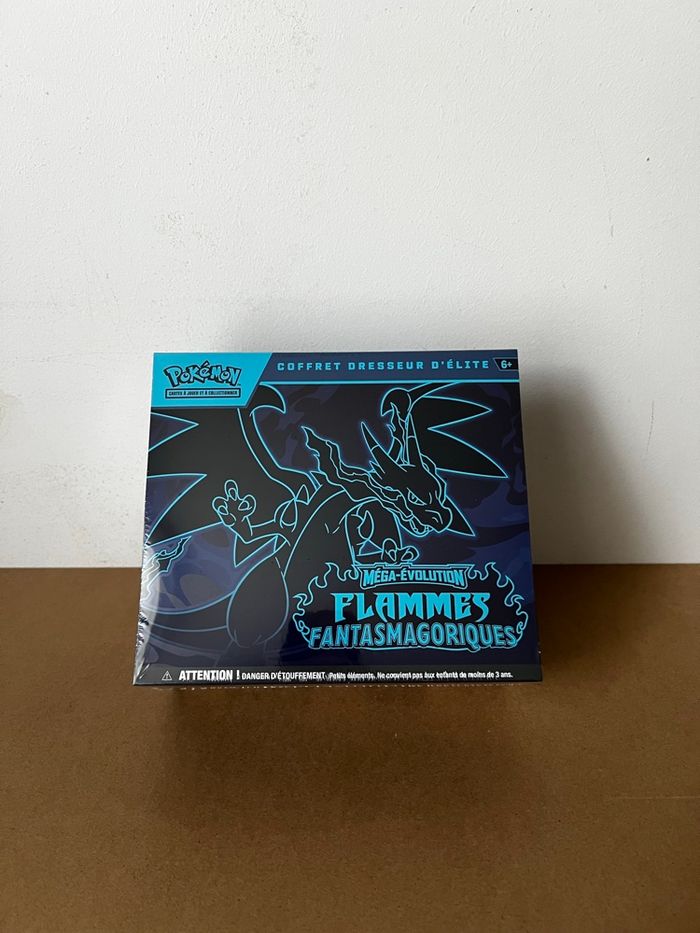 POKéMON
CARTES À JOUER ET À COLLECTIONNER
COFFRET DRESSEUR D'ÉLITE 6+
MÉGA-ÉVOLUTION
FLAMMES
FANTASMAGORIQUES
ATTENTION ! DANGER D'ÉTOUFFEMENT. Petits éléments. Ne convient pas aux enfants de moins de 3 ans.